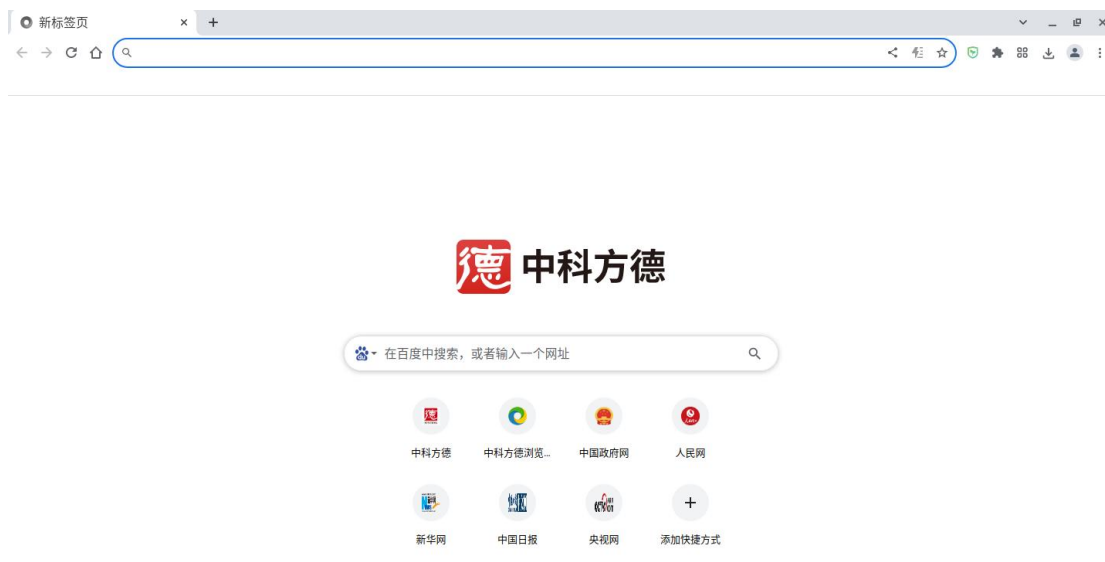 新标签页
中科方德
在百度中搜索，或者输入一个网址
中科方德
中科方德浏览...
中国政府网
人民网
新华网
中国日报
央视网
添加快捷方式